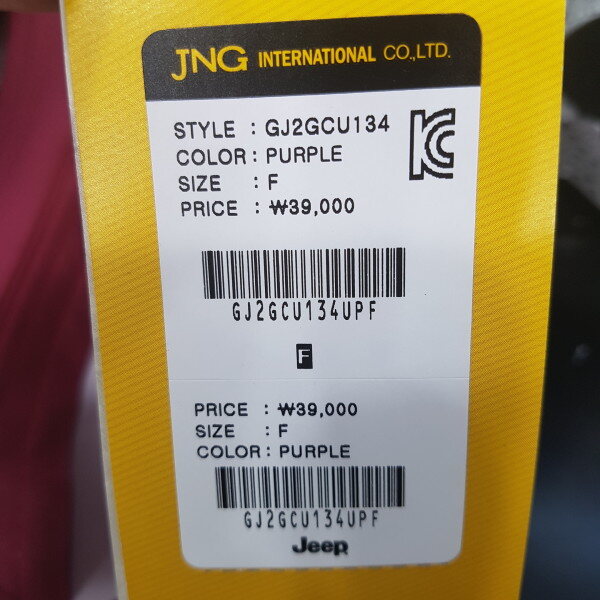 JNG INTERNATIONAL CO.,LTD.
STYLE : GJ2GCU134
COLOR : PURPLE
SIZE : F
PRICE : ₩39,000
GJ2GCU134UPF
F
PRICE : ₩39,000
SIZE : F
COLOR : PURPLE
GJ2GCU134UPF
Jeep